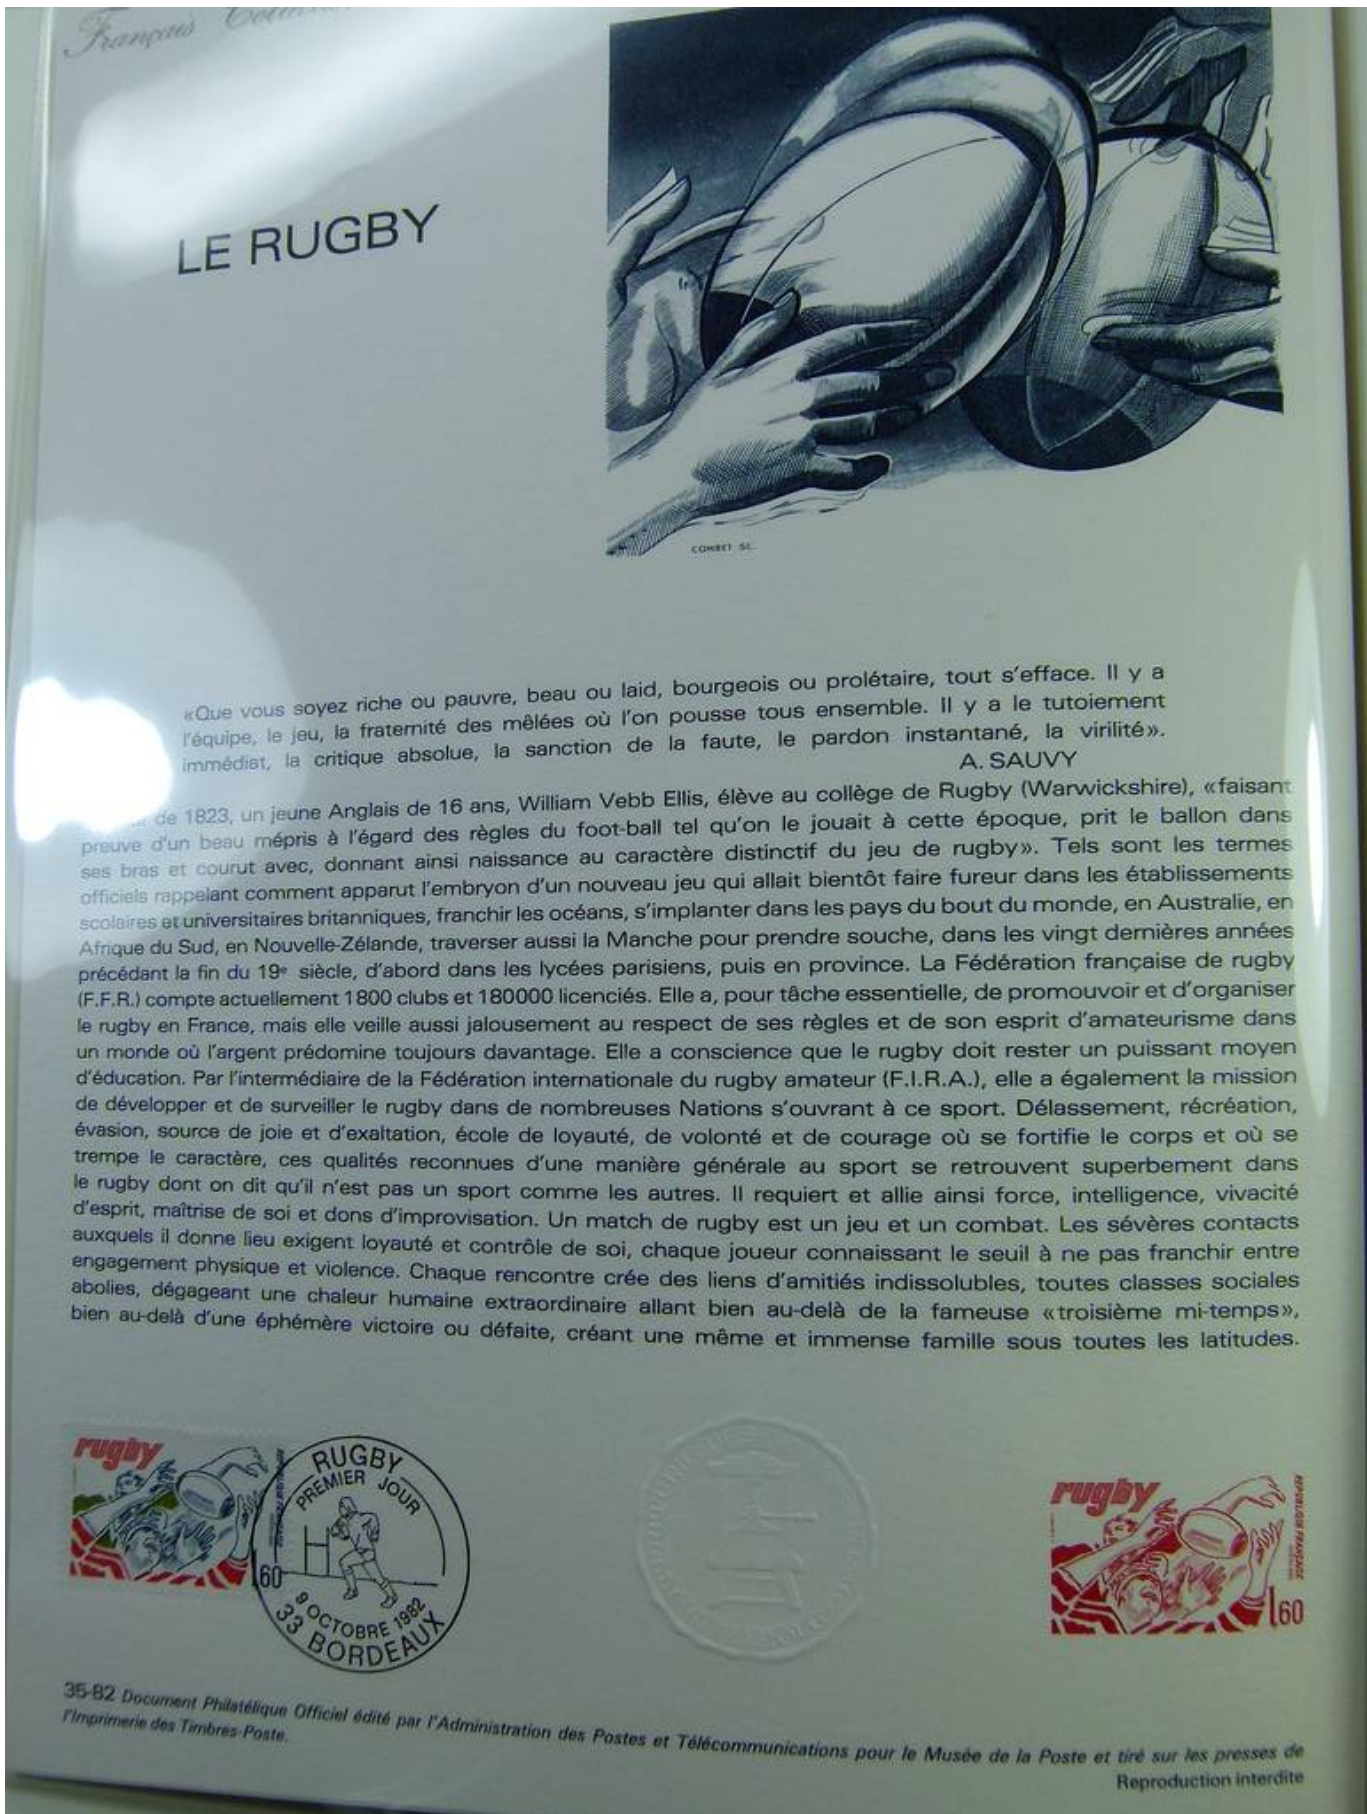 Français
LE RUGBY
COMBET SC.
«Que vous soyez riche ou pauvre, beau ou laid, bourgeois ou prolétaire, tout s'efface. Il y a
l'équipe, le jeu, la fraternité des mêlées où l'on pousse tous ensemble. Il y a le tutoiement
immédiat, la critique absolue, la sanction de la faute, le pardon instantané, la virilité».
A. SAUVY
de 1823, un jeune Anglais de 16 ans, William Vebb Ellis, élève au collège de Rugby (Warwickshire), «faisant
preuve d'un beau mépris à l'égard des règles du foot-ball tel qu'on le jouait à cette époque, prit le ballon dans
ses bras et courut avec, donnant ainsi naissance au caractère distinctif du jeu de rugby». Tels sont les termes
officiels rappelant comment apparut l'embryon d'un nouveau jeu qui allait bientôt faire fureur dans les établissements
scolaires et universitaires britanniques, franchir les océans, s'implanter dans les pays du bout du monde, en Australie, en
Afrique du Sud, en Nouvelle-Zélande, traverser aussi la Manche pour prendre souche, dans les vingt dernières années
précédant la fin du 19e siècle, d'abord dans les lycées parisiens, puis en province. La Fédération française de rugby
(F.F.R.) compte actuellement 1800 clubs et 180000 licenciés. Elle a, pour tâche essentielle, de promouvoir et d'organiser
le rugby en France, mais elle veille aussi jalousement au respect de ses règles et de son esprit d'amateurisme dans
un monde où l'argent prédomine toujours davantage. Elle a conscience que le rugby doit rester un puissant moyen
d'éducation. Par l'intermédiaire de la Fédération internationale du rugby amateur (F.I.R.A.), elle a également la mission
de développer et de surveiller le rugby dans de nombreuses Nations s'ouvrant à ce sport. Délassement, récréation,
évasion, source de joie et d'exaltation, école de loyauté, de volonté et de courage où se fortifie le corps et où se
trempe le caractère, ces qualités reconnues d'une manière générale au sport se retrouvent superbement dans
le rugby dont on dit qu'il n'est pas un sport comme les autres. Il requiert et allie ainsi force, intelligence, vivacité
d'esprit, maîtrise de soi et dons d'improvisation. Un match de rugby est un jeu et un combat. Les sévères contacts
auxquels il donne lieu exigent loyauté et contrôle de soi, chaque joueur connaissant le seuil à ne pas franchir entre
engagement physique et violence. Chaque rencontre crée des liens d'amitiés indissolubles, toutes classes sociales
abolies, dégageant une chaleur humaine extraordinaire allant bien au-delà de la fameuse «troisième mi-temps»,
bien au-delà d'une éphémère victoire ou défaite, créant une même et immense famille sous toutes les latitudes.
rugby
1,60
RUGBY
PREMIER JOUR
9 OCTOBRE 1982
33 BORDEAUX
rugby
REPUBLIQUE FRANÇAISE
1,60
35-82 Document Philatélique Officiel édité par l'Administration des Postes et Télécommunications pour le Musée de la Poste et tiré sur les presses de
l'Imprimerie des Timbres-Poste.
Reproduction interdite